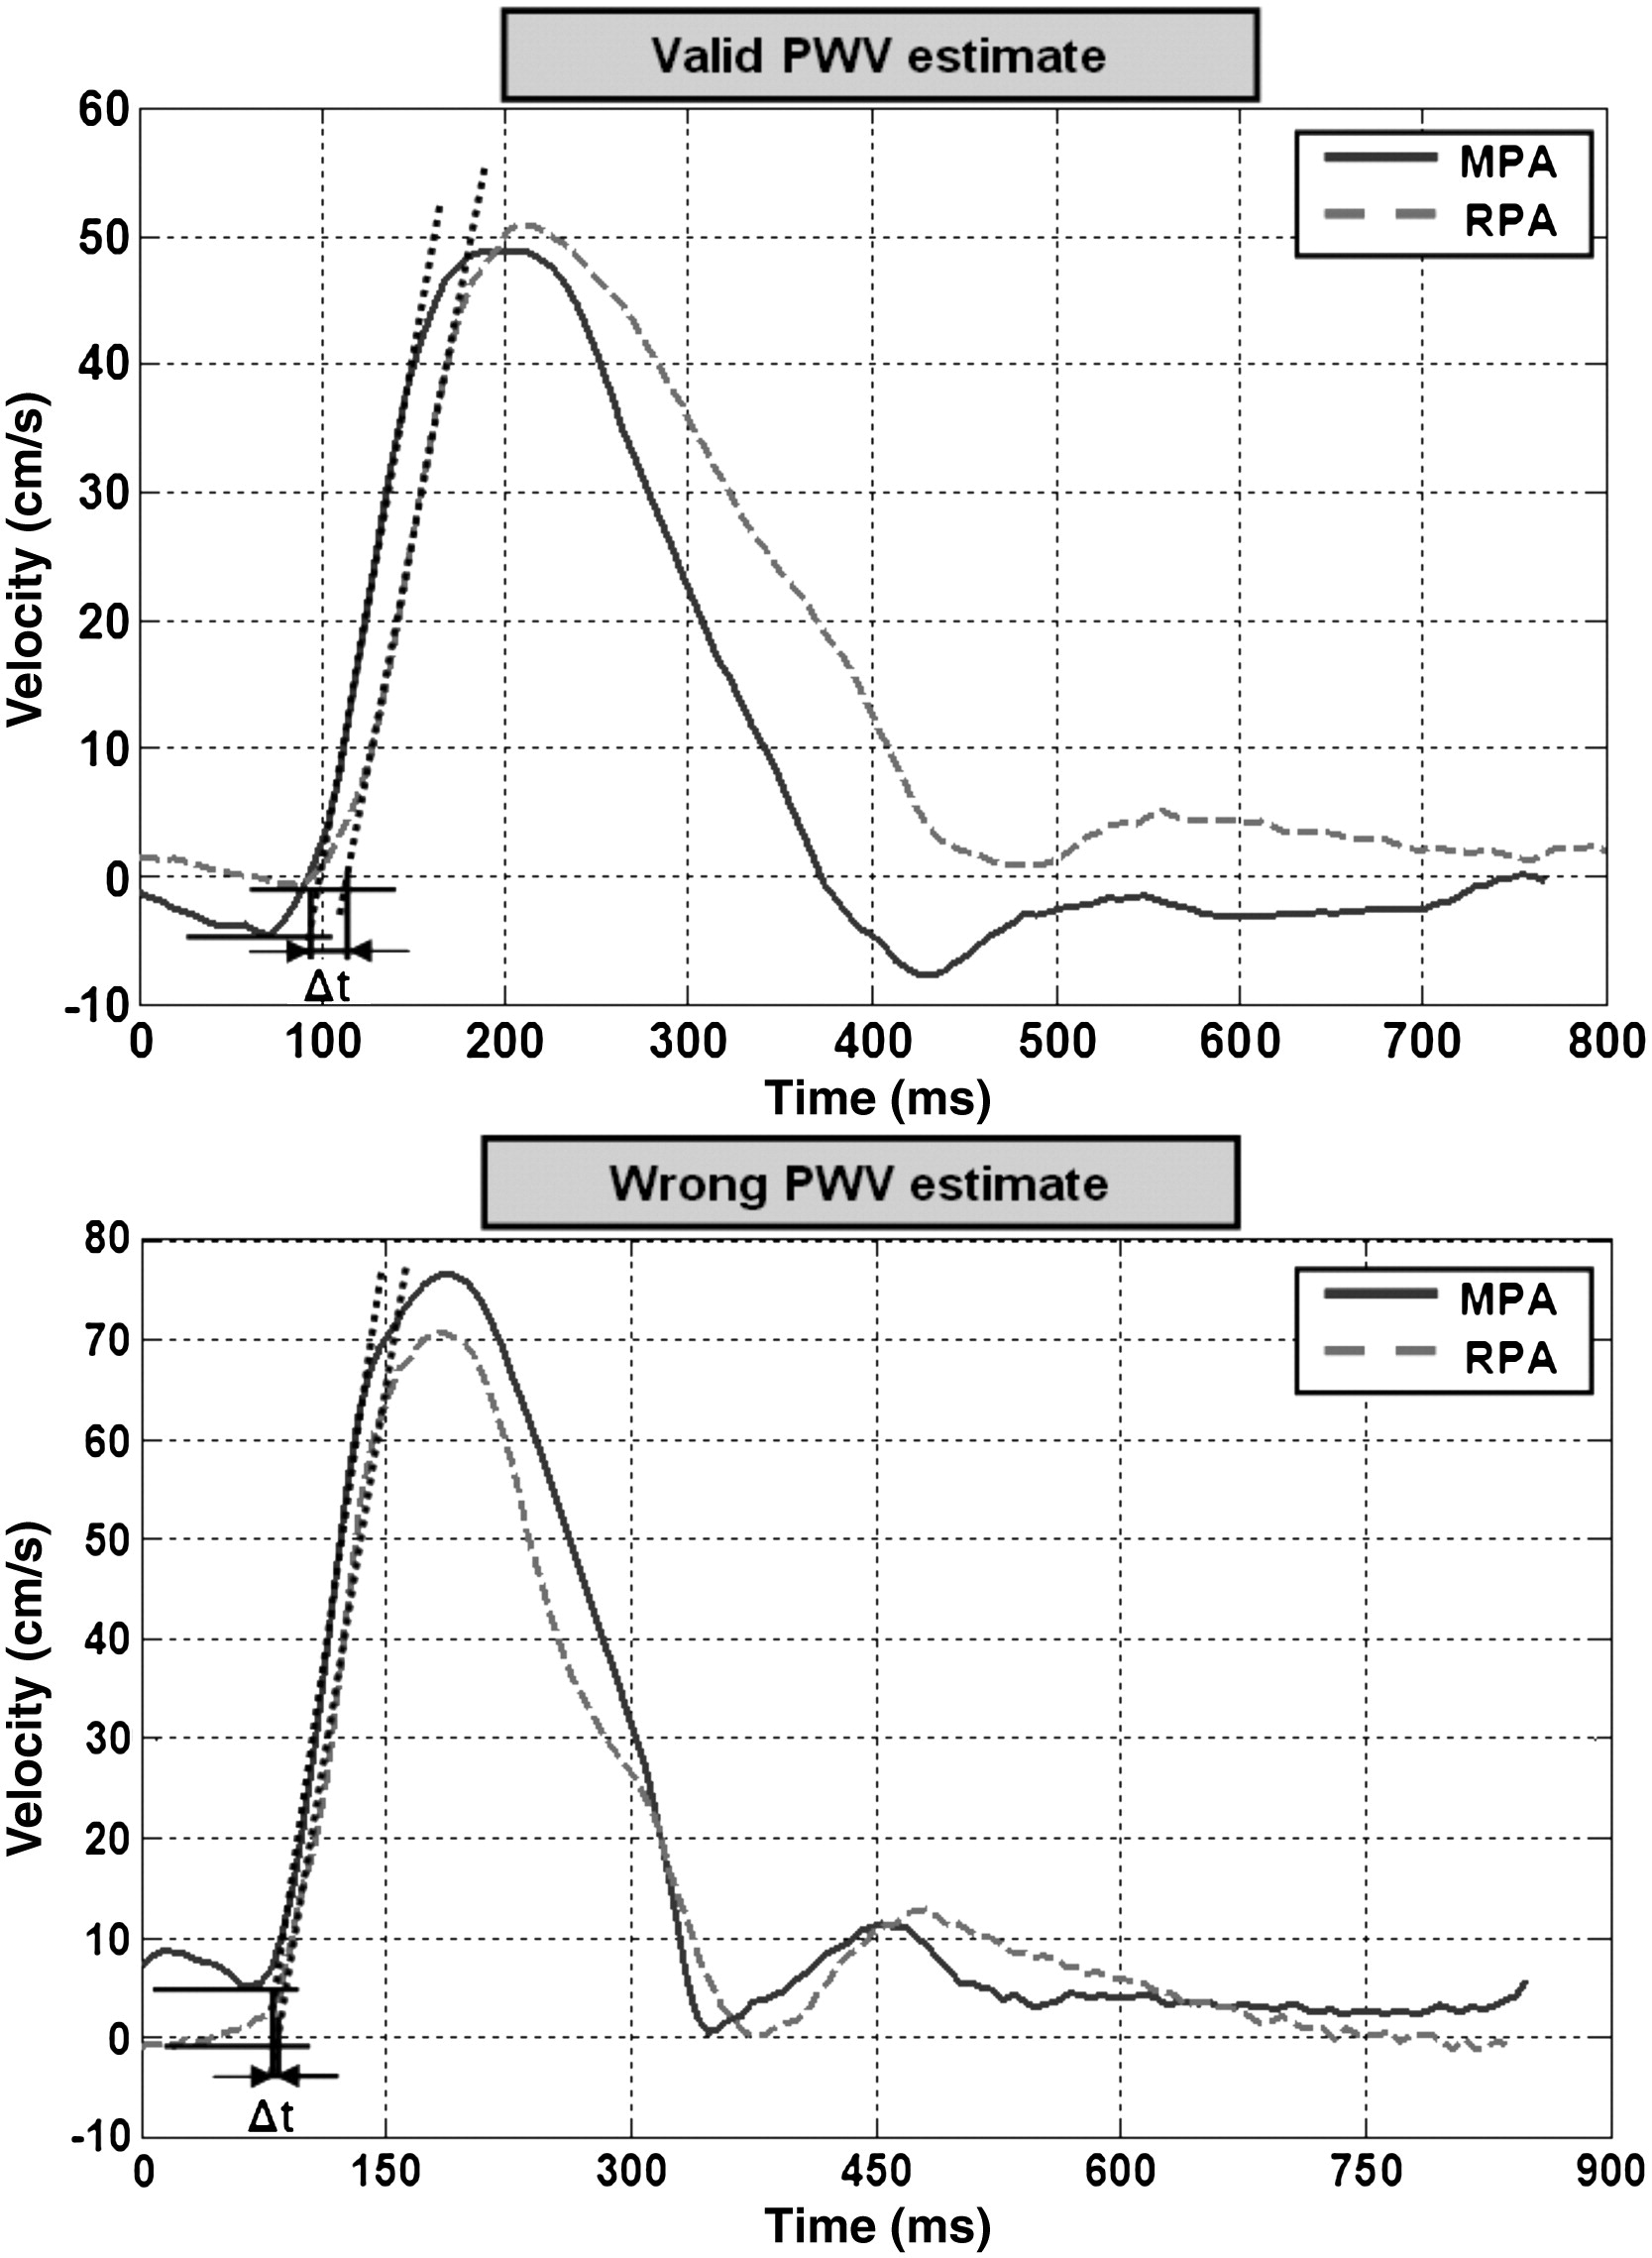 Valid PWV estimate
60
50
40
30
20
10
0
-10
Velocity (cm/s)
MPA
RPA
Δt
0 100 200 300 400 500 600 700 800
Time (ms)
Wrong PWV estimate
80
70
60
50
40
30
20
10
0
-10
Velocity (cm/s)
MPA
RPA
Δt
0 150 300 450 600 750 900
Time (ms)